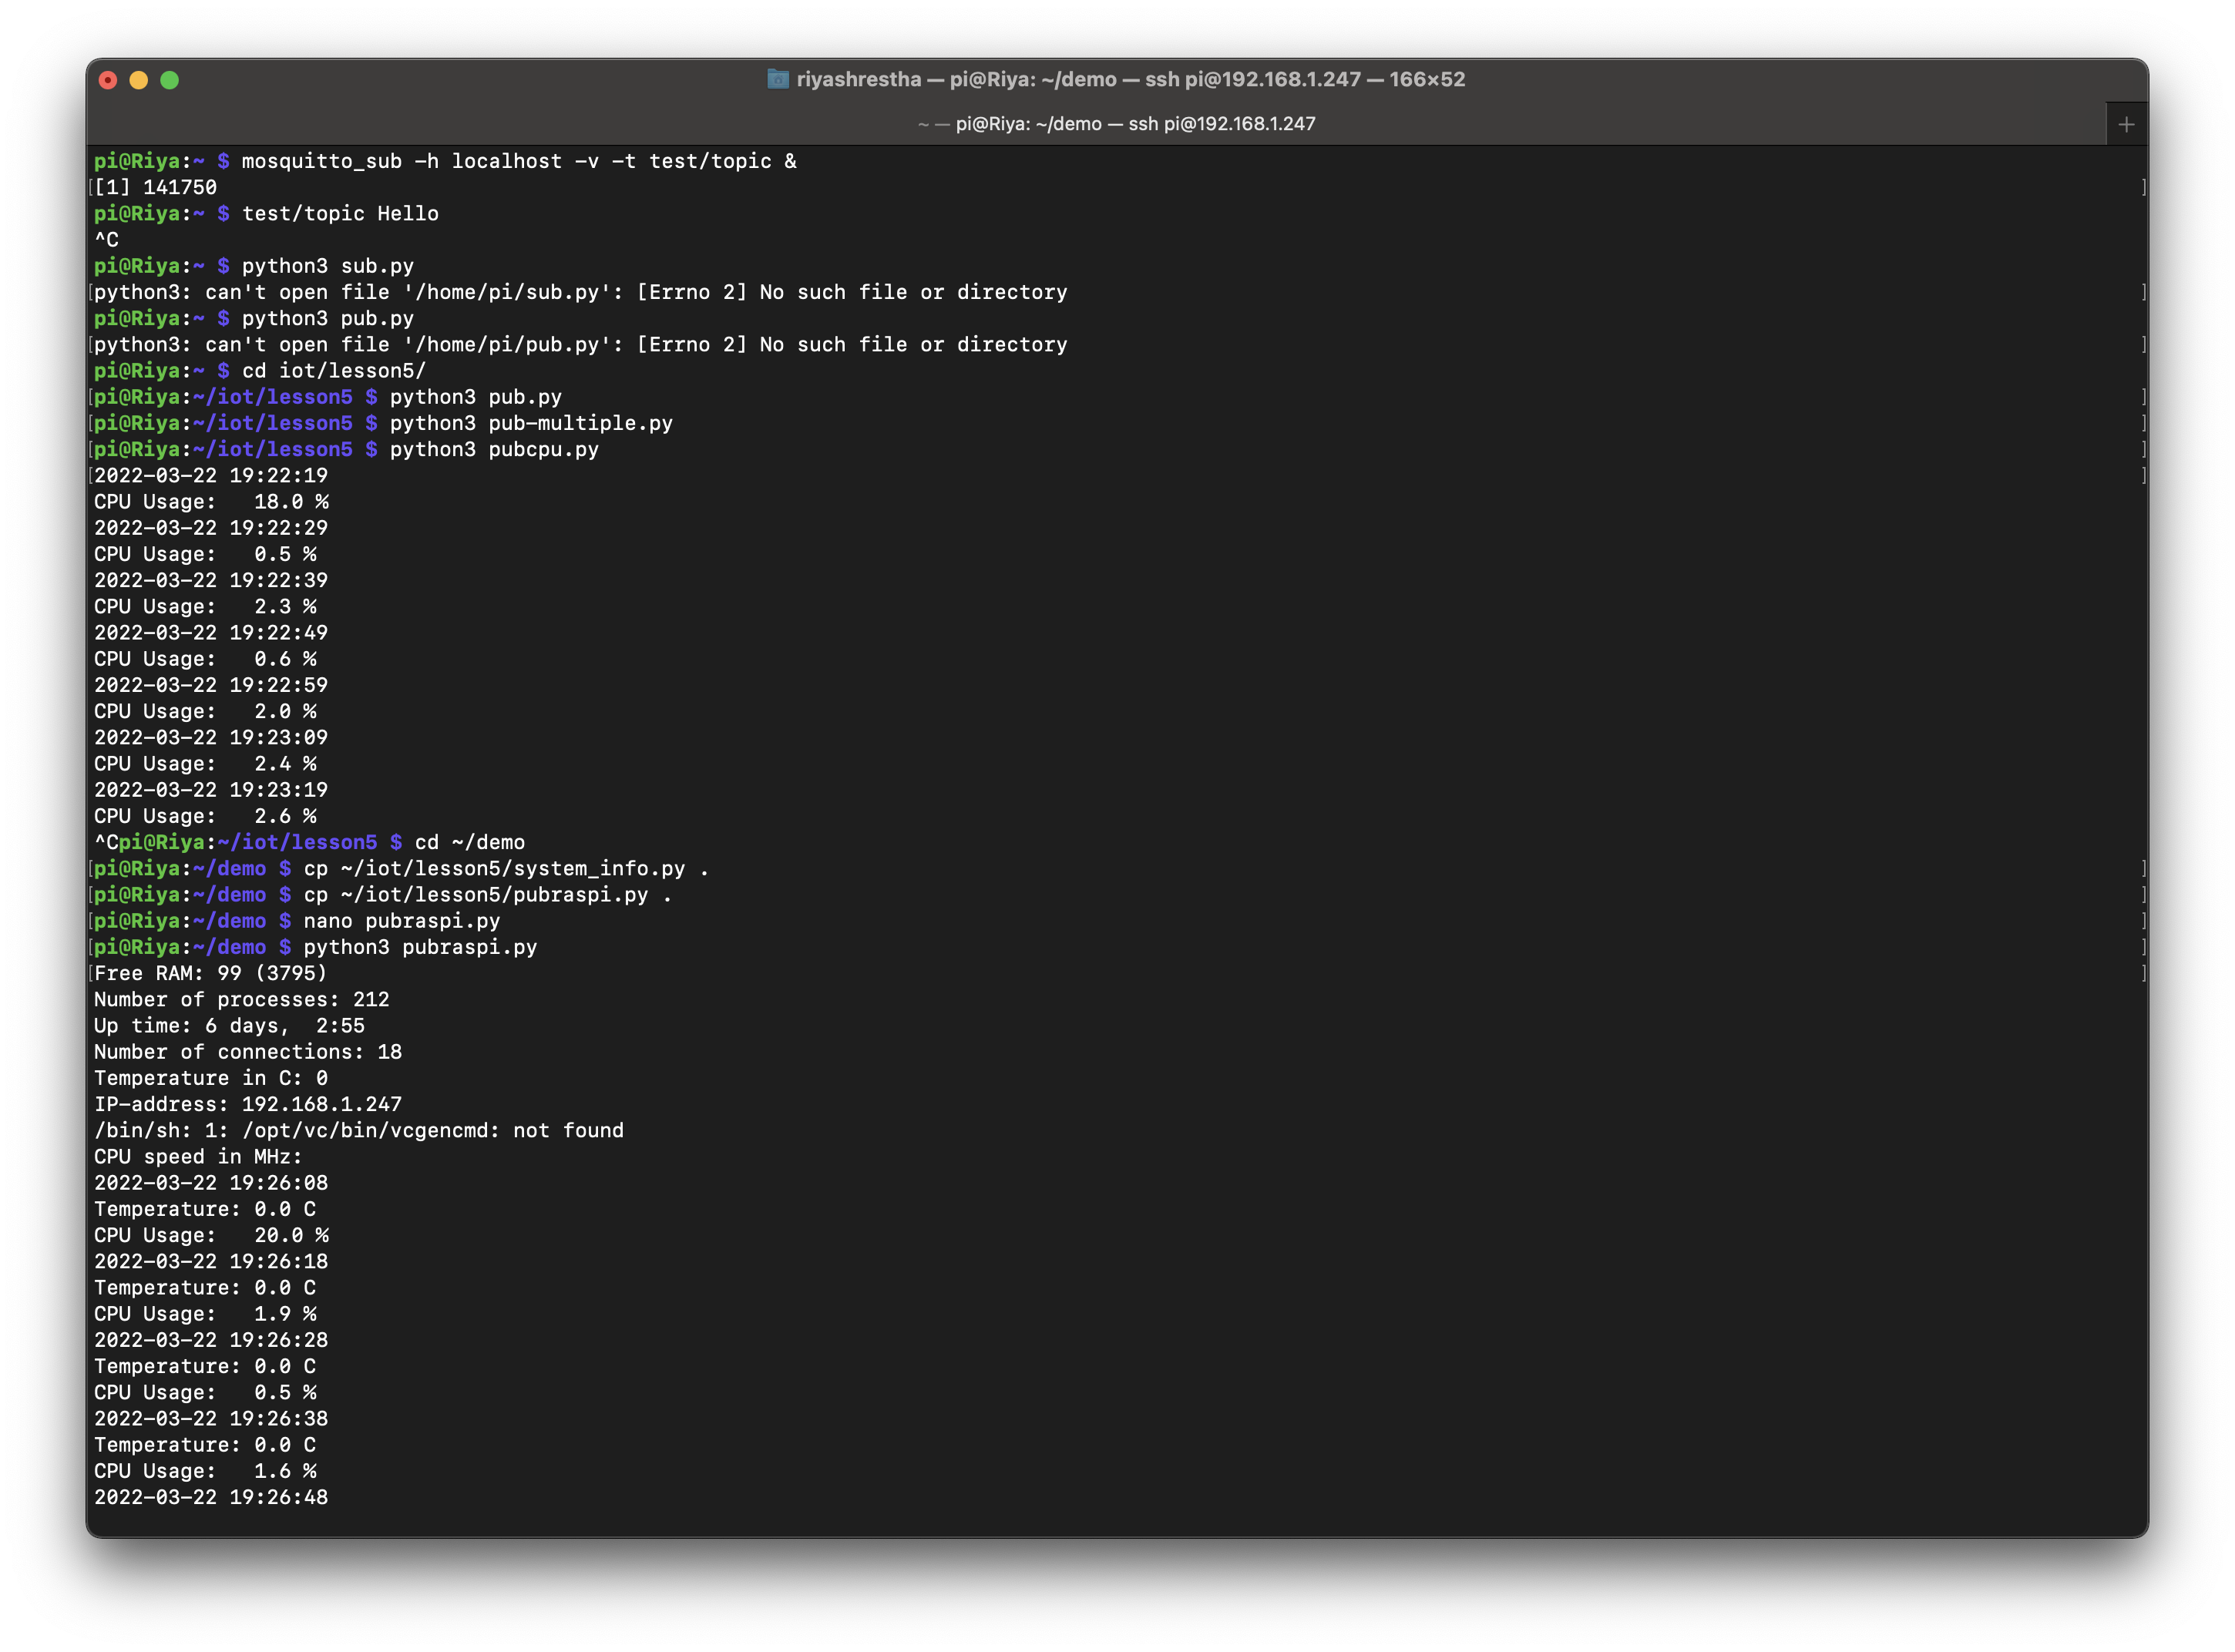 riyashrestha — pi@Riya: ~/demo — ssh pi@192.168.1.247 — 166×52
~ — pi@Riya: ~/demo — ssh pi@192.168.1.247
+
pi@Riya:~ $ mosquitto_sub -h localhost -v -t test/topic &
[[1] 141750 ]
pi@Riya:~ $ test/topic Hello
^C
pi@Riya:~ $ python3 sub.py
[python3: can't open file '/home/pi/sub.py': [Errno 2] No such file or directory ]
pi@Riya:~ $ python3 pub.py
[python3: can't open file '/home/pi/pub.py': [Errno 2] No such file or directory ]
pi@Riya:~ $ cd iot/lesson5/
[pi@Riya:~/iot/lesson5 $ python3 pub.py ]
[pi@Riya:~/iot/lesson5 $ python3 pub-multiple.py ]
[pi@Riya:~/iot/lesson5 $ python3 pubcpu.py ]
[2022-03-22 19:22:19 ]
CPU Usage:   18.0 %
2022-03-22 19:22:29
CPU Usage:   0.5 %
2022-03-22 19:22:39
CPU Usage:   2.3 %
2022-03-22 19:22:49
CPU Usage:   0.6 %
2022-03-22 19:22:59
CPU Usage:   2.0 %
2022-03-22 19:23:09
CPU Usage:   2.4 %
2022-03-22 19:23:19
CPU Usage:   2.6 %
^Cpi@Riya:~/iot/lesson5 $ cd ~/demo
[pi@Riya:~/demo $ cp ~/iot/lesson5/system_info.py . ]
[pi@Riya:~/demo $ cp ~/iot/lesson5/pubraspi.py . ]
[pi@Riya:~/demo $ nano pubraspi.py ]
[pi@Riya:~/demo $ python3 pubraspi.py ]
[Free RAM: 99 (3795) ]
Number of processes: 212
Up time: 6 days,  2:55
Number of connections: 18
Temperature in C: 0
IP-address: 192.168.1.247
/bin/sh: 1: /opt/vc/bin/vcgencmd: not found
CPU speed in MHz:
2022-03-22 19:26:08
Temperature: 0.0 C
CPU Usage:   20.0 %
2022-03-22 19:26:18
Temperature: 0.0 C
CPU Usage:   1.9 %
2022-03-22 19:26:28
Temperature: 0.0 C
CPU Usage:   0.5 %
2022-03-22 19:26:38
Temperature: 0.0 C
CPU Usage:   1.6 %
2022-03-22 19:26:48